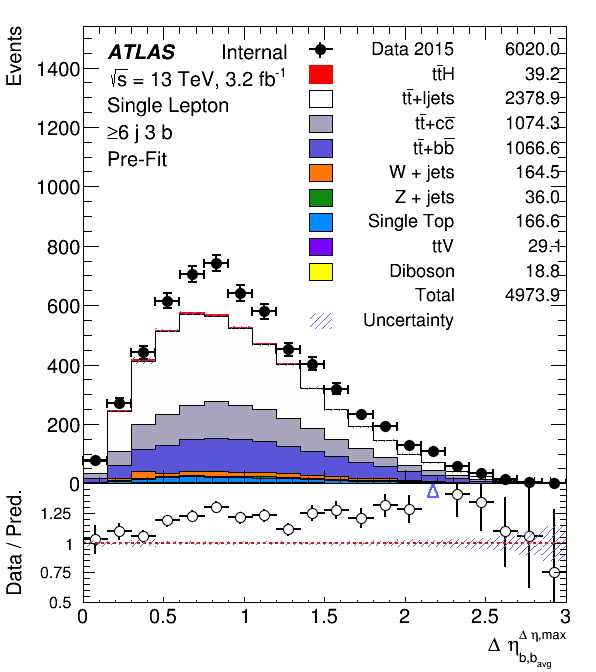 Events
ATLAS Internal
√s = 13 TeV, 3.2 fb⁻¹
Single Lepton
≥6 j 3 b
Pre-Fit
Data 2015 6020.0
tt̄H 39.2
tt̄+ljets 2378.9
tt̄+cc̄ 1074.3
tt̄+bb̄ 1066.6
W + jets 164.5
Z + jets 36.0
Single Top 166.6
ttV 29.1
Diboson 18.8
Total 4973.9
Uncertainty
1400
1200
1000
800
600
400
200
0
Data / Pred.
1.25
1
0.75
0.5
0 0.5 1 1.5 2 2.5 3
Δ η b,b avg Δ η,max